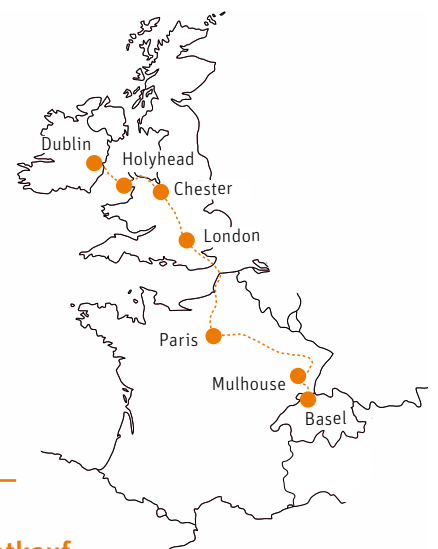 Dublin
Holyhead
Chester
London
Paris
Mulhouse
Basel